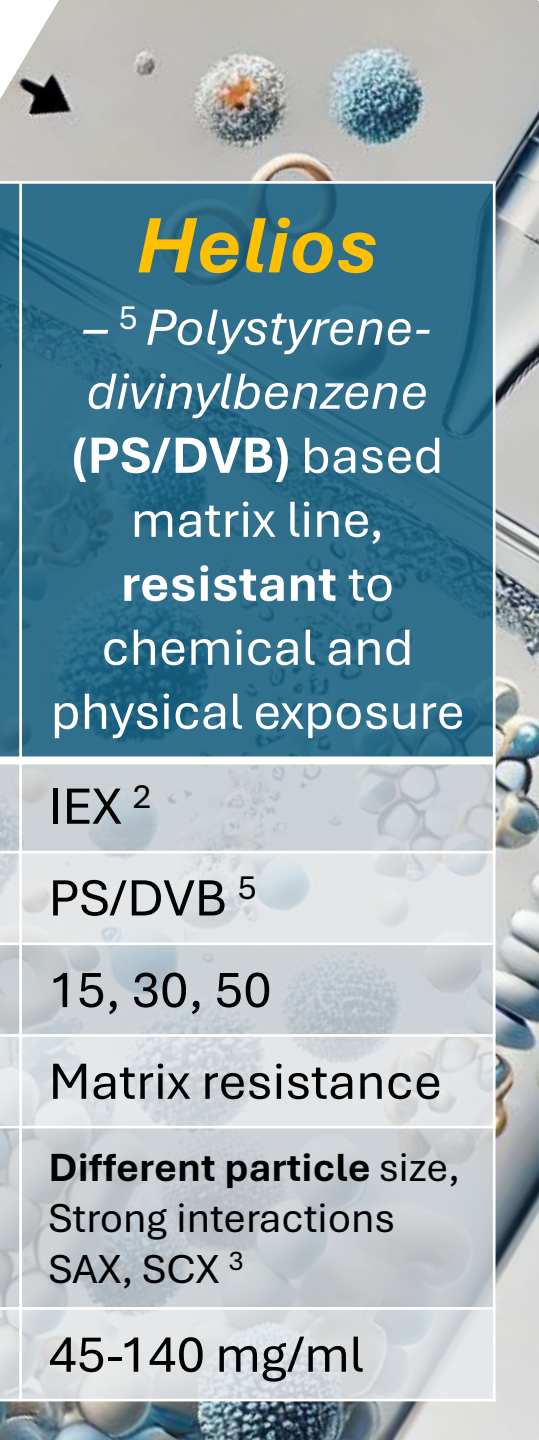 Helios
– ⁵ Polystyrene-
divinylbenzene
(PS/DVB) based
matrix line,
resistant to
chemical and
physical exposure
IEX ²
PS/DVB ⁵
15, 30, 50
Matrix resistance
Different particle size,
Strong interactions
SAX, SCX ³
45-140 mg/ml